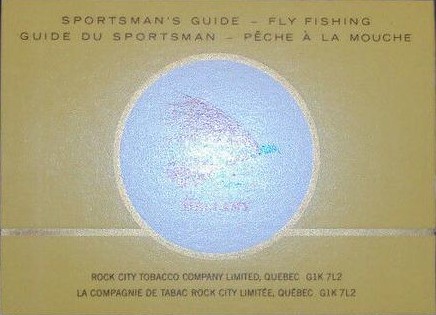 SPORTSMAN'S GUIDE – FLY FISHING
GUIDE DU SPORTSMAN – PÊCHE À LA MOUCHE
ROCK CITY TOBACCO COMPANY LIMITED, QUÉBEC G1K 7L2
LA COMPAGNIE DE TABAC ROCK CITY LIMITÉE, QUÉBEC G1K 7L2